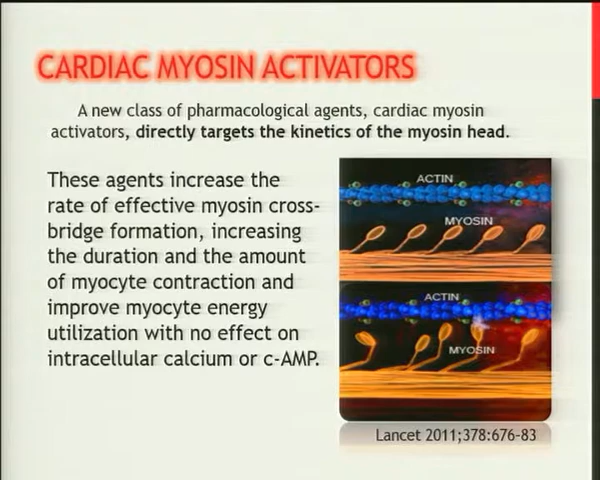 CARDIAC MYOSIN ACTIVATORS
A new class of pharmacological agents, cardiac myosin
activators, directly targets the kinetics of the myosin head.
These agents increase the
rate of effective myosin cross-
bridge formation, increasing
the duration and the amount
of myocyte contraction and
improve myocyte energy
utilization with no effect on
intracellular calcium or c-AMP.
ACTIN
MYOSIN
ACTIN
MYOSIN
Lancet 2011;378:676-83